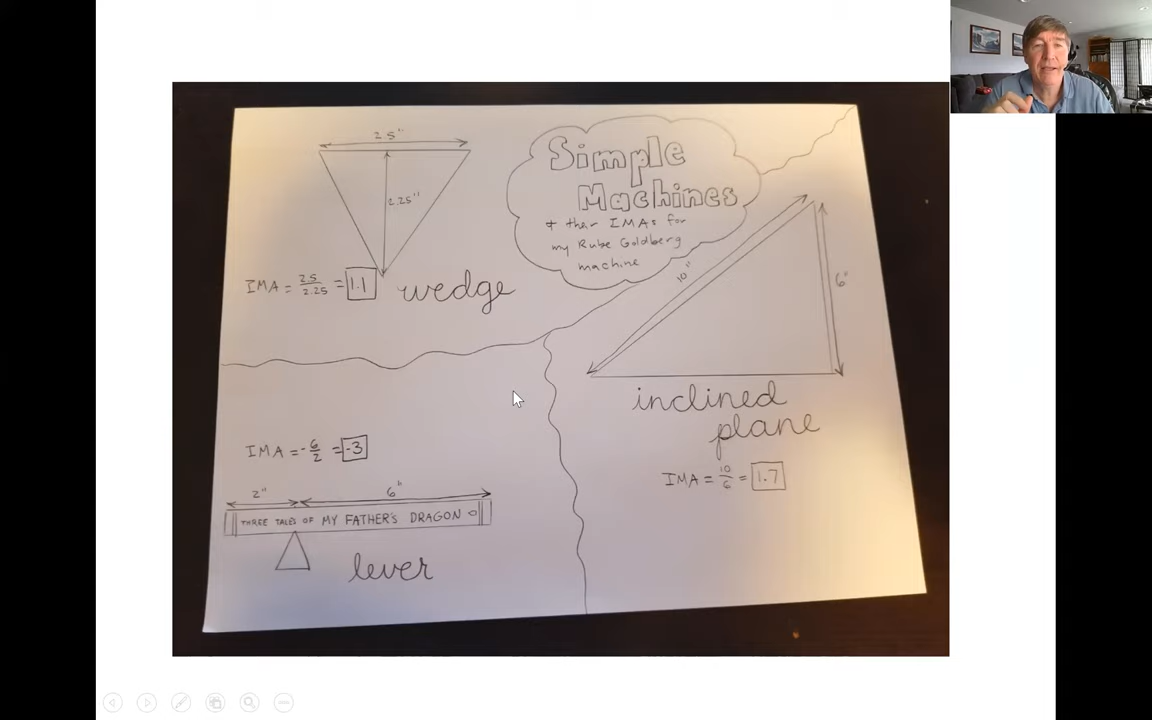 Simple
Machines
+ their IMAs for
my Rube Goldberg
machine
2.5"
2.25"
IMA = 2.5/2.25 = 1.1
wedge
10"
6"
inclined
plane
IMA = 10/6 = 1.7
IMA = -6/2 = -3
2"
6"
THREE TALES OF MY FATHER'S DRAGON
lever